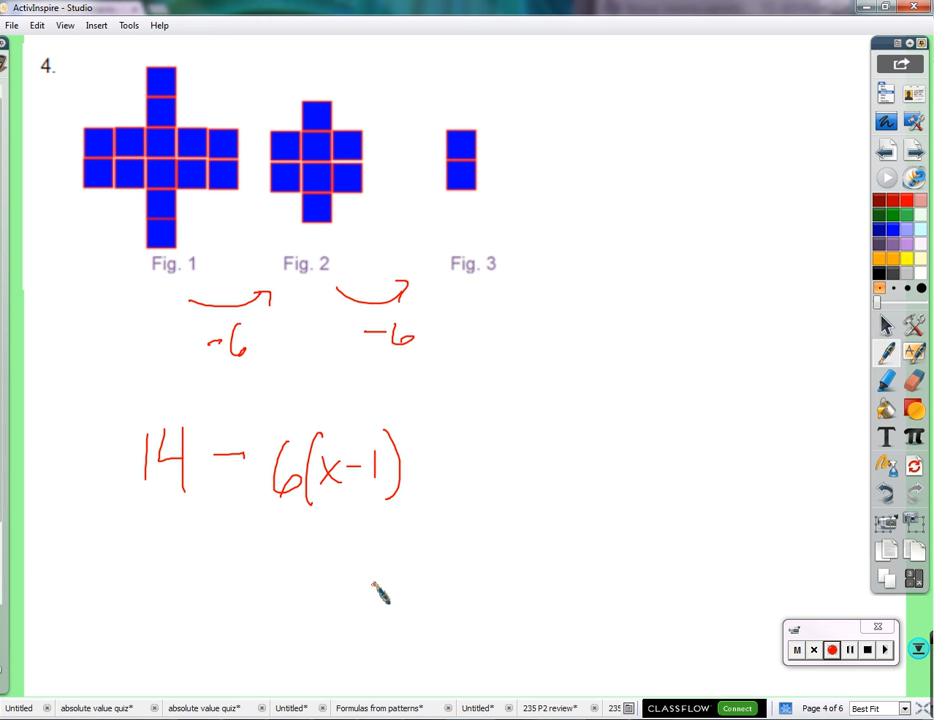 ActivInspire - Studio
File Edit View Insert Tools Help
4.
Fig. 1 Fig. 2 Fig. 3
-6 -6
14 - 6(x-1)
T π
M
Untitled absolute value quiz* absolute value quiz* Untitled* Formulas from patterns* Untitled* 235 P2 review* 235 CLASSFLOW Connect Page 4 of 6 Best Fit